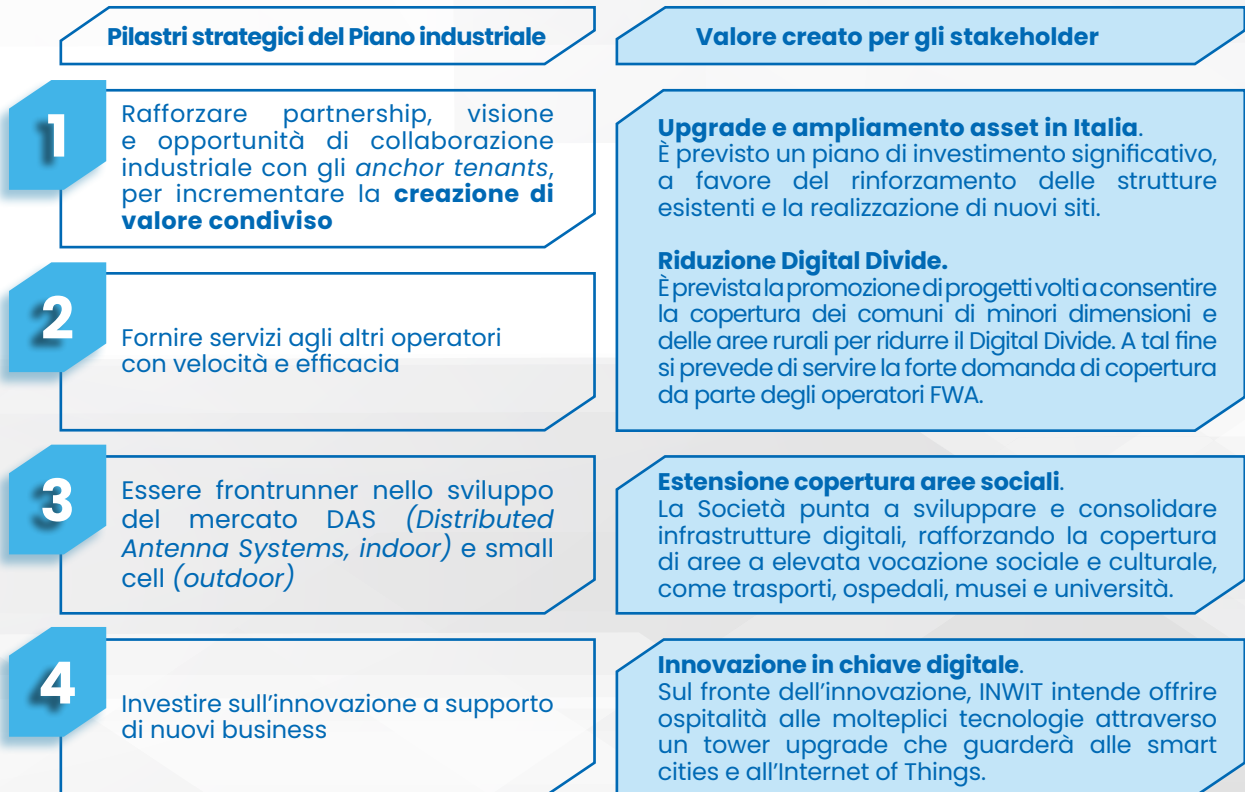 Pilastri strategici del Piano industriale
Valore creato per gli stakeholder
1
Rafforzare partnership, visione
e opportunità di collaborazione
industriale con gli anchor tenants,
per incrementare la creazione di
valore condiviso
2
Fornire servizi agli altri operatori
con velocità e efficacia
Upgrade e ampliamento asset in Italia.
È previsto un piano di investimento significativo,
a favore del rinforzamento delle strutture
esistenti e la realizzazione di nuovi siti.
Riduzione Digital Divide.
È prevista la promozione di progetti volti a consentire
la copertura dei comuni di minori dimensioni e
delle aree rurali per ridurre il Digital Divide. A tal fine
si prevede di servire la forte domanda di copertura
da parte degli operatori FWA.
3
Essere frontrunner nello sviluppo
del mercato DAS (Distributed
Antenna Systems, indoor) e small
cell (outdoor)
Estensione copertura aree sociali.
La Società punta a sviluppare e consolidare
infrastrutture digitali, rafforzando la copertura
di aree a elevata vocazione sociale e culturale,
come trasporti, ospedali, musei e università.
4
Investire sull'innovazione a supporto
di nuovi business
Innovazione in chiave digitale.
Sul fronte dell'innovazione, INWIT intende offrire
ospitalità alle molteplici tecnologie attraverso
un tower upgrade che guarderà alle smart
cities e all'Internet of Things.